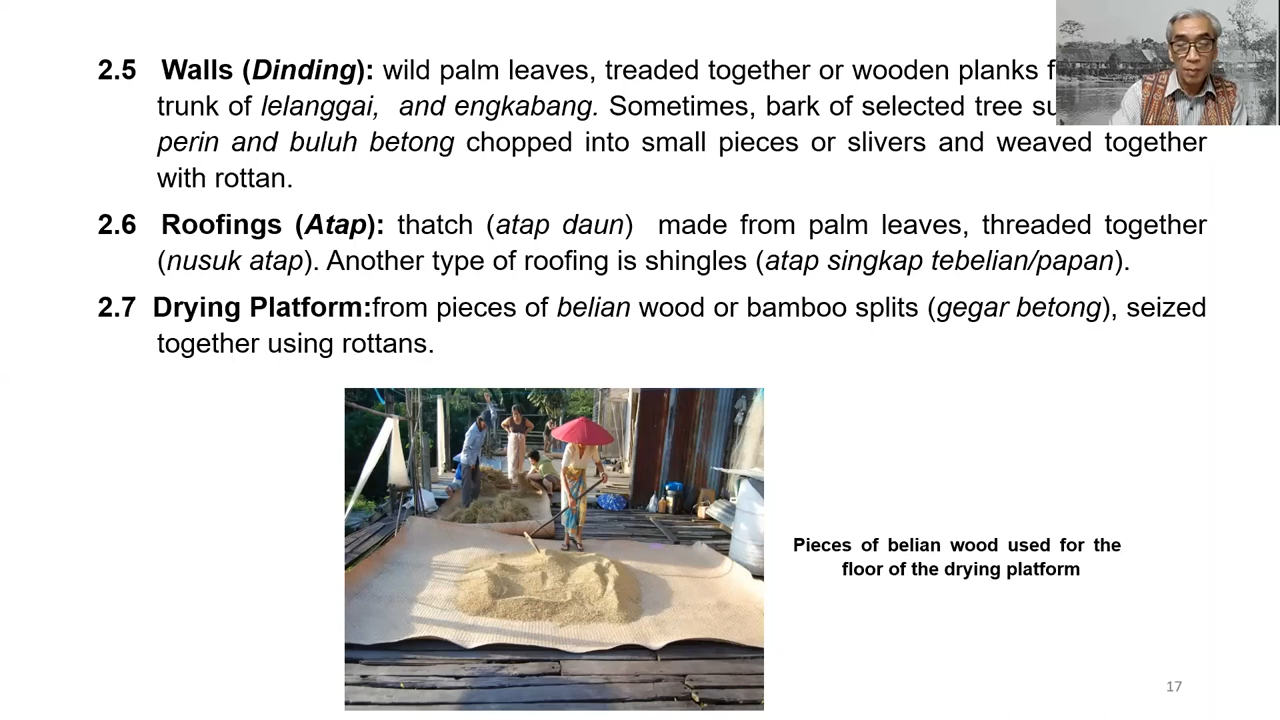 2.5 Walls (Dinding): wild palm leaves, treaded together or wooden planks
trunk of lelanggai, and engkabang. Sometimes, bark of selected tree
perin and buluh betong chopped into small pieces or slivers and weaved together
with rottan.
2.6 Roofings (Atap): thatch (atap daun) made from palm leaves, threaded together
(nusuk atap). Another type of roofing is shingles (atap singkap tebelian/papan).
2.7 Drying Platform:from pieces of belian wood or bamboo splits (gegar betong), seized
together using rottans.
Pieces of belian wood used for the
floor of the drying platform
17